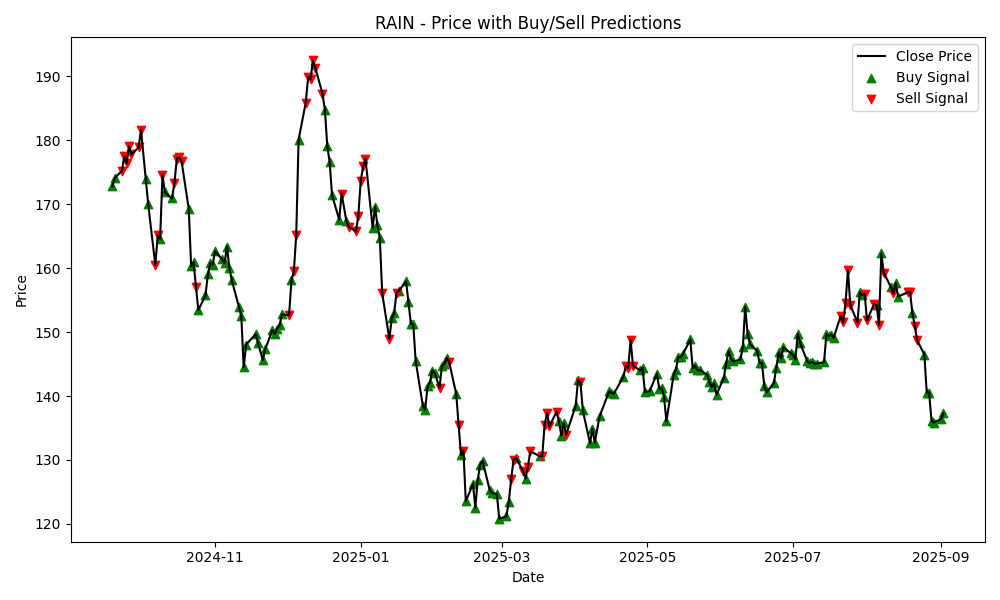 RAIN - Price with Buy/Sell Predictions
Close Price
Buy Signal
Sell Signal
Price
190
180
170
160
150
140
130
120
2024-11
2025-01
2025-03
2025-05
2025-07
2025-09
Date